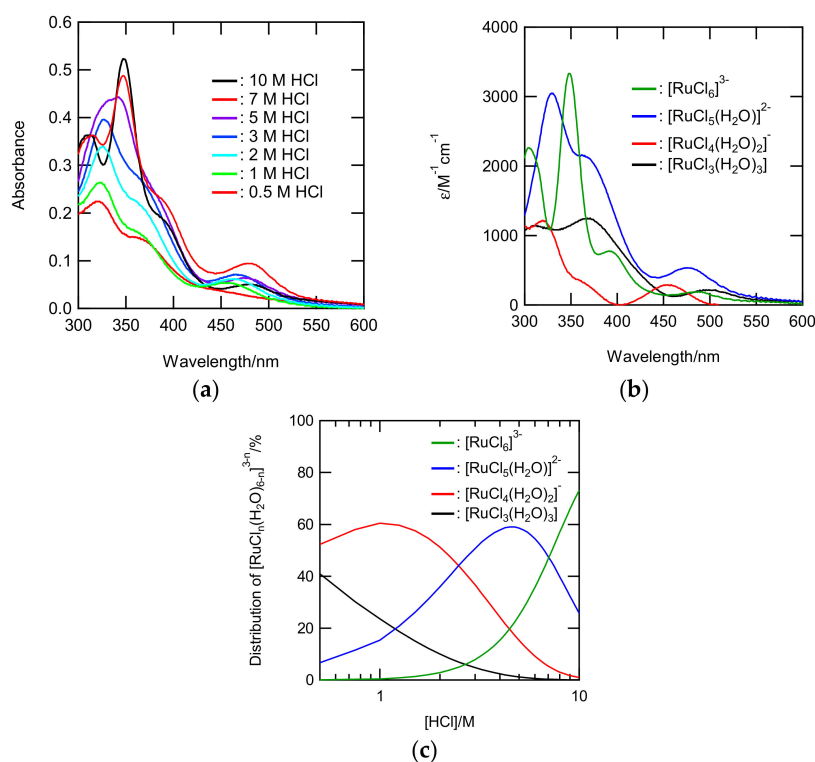 0.6
0.5
0.4
0.3
0.2
0.1
0.0
Absorbance
: 10 M HCl
: 7 M HCl
: 5 M HCl
: 3 M HCl
: 2 M HCl
: 1 M HCl
: 0.5 M HCl
300 350 400 450 500 550 600
Wavelength/nm
(a)
4000
3000
2000
1000
0
ε/M-1cm-1
: [RuCl6]3-
: [RuCl5(H2O)]2-
: [RuCl4(H2O)2]-
: [RuCl3(H2O)3]
300 350 400 450 500 550 600
Wavelength/nm
(b)
100
80
60
40
20
0
Distribution of [RuCln(H2O)6-n]3-n/%
: [RuCl6]3-
: [RuCl5(H2O)]2-
: [RuCl4(H2O)2]-
: [RuCl3(H2O)3]
1 10
[HCl]/M
(c)